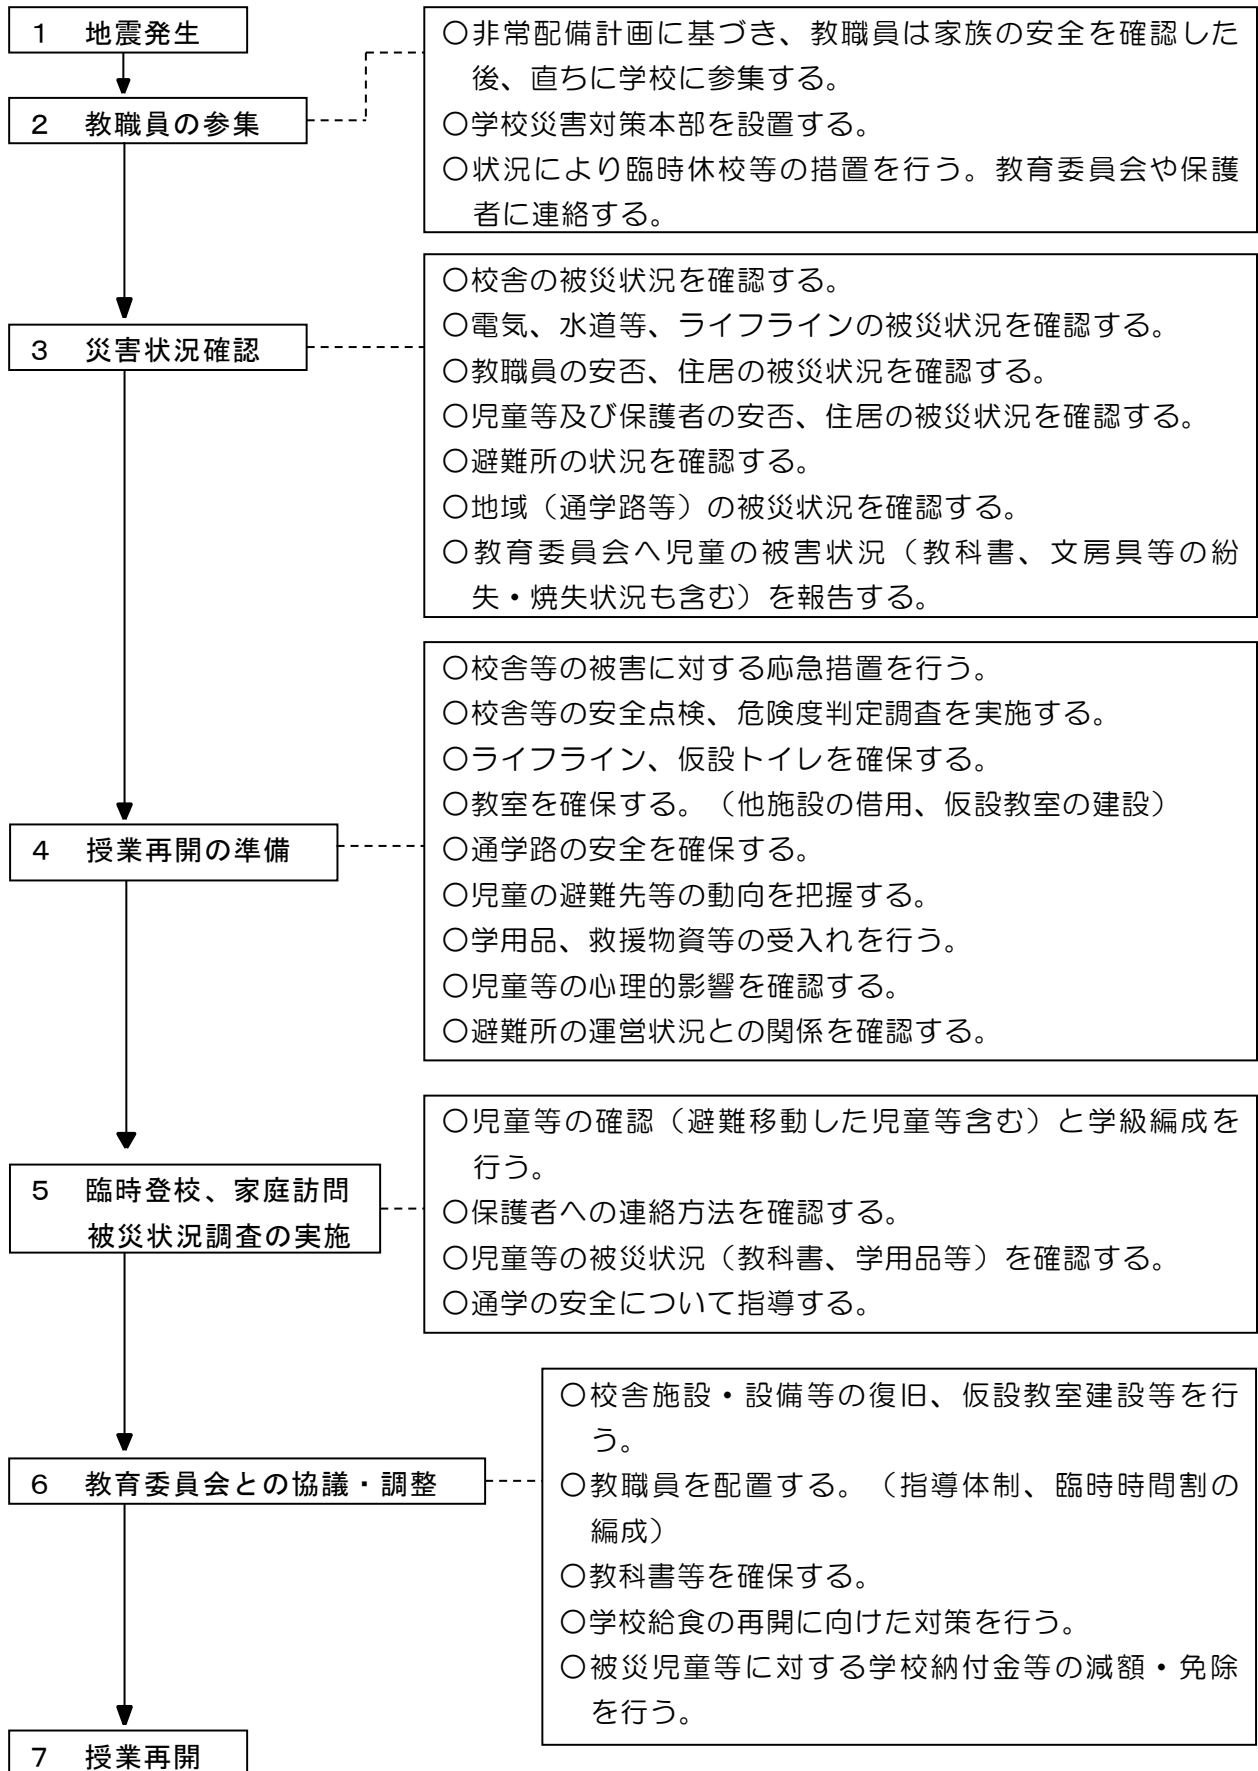 １　地震発生
○非常配備計画に基づき、教職員は家族の安全を確認した
後、直ちに学校に参集する。
○学校災害対策本部を設置する。
○状況により臨時休校等の措置を行う。教育委員会や保護
者に連絡する。
２　教職員の参集
○校舎の被災状況を確認する。
○電気、水道等、ライフラインの被災状況を確認する。
○教職員の安否、住居の被災状況を確認する。
○児童等及び保護者の安否、住居の被災状況を確認する。
○避難所の状況を確認する。
○地域（通学路等）の被災状況を確認する。
○教育委員会へ児童の被害状況（教科書、文房具等の紛
失・焼失状況も含む）を報告する。
３　災害状況確認
○校舎等の被害に対する応急措置を行う。
○校舎等の安全点検、危険度判定調査を実施する。
○ライフライン、仮設トイレを確保する。
○教室を確保する。（他施設の借用、仮設教室の建設）
○通学路の安全を確保する。
○児童の避難先等の動向を把握する。
○学用品、救援物資等の受入れを行う。
○児童等の心理的影響を確認する。
○避難所の運営状況との関係を確認する。
４　授業再開の準備
○児童等の確認（避難移動した児童等含む）と学級編成を
行う。
○保護者への連絡方法を確認する。
○児童等の被災状況（教科書、学用品等）を確認する。
○通学の安全について指導する。
５　臨時登校、家庭訪問
被災状況調査の実施
○校舎施設・設備等の復旧、仮設教室建設等を行
う。
○教職員を配置する。（指導体制、臨時時間割の
編成）
○教科書等を確保する。
○学校給食の再開に向けた対策を行う。
○被災児童等に対する学校納付金等の減額・免除
を行う。
６　教育委員会との協議・調整
７　授業再開